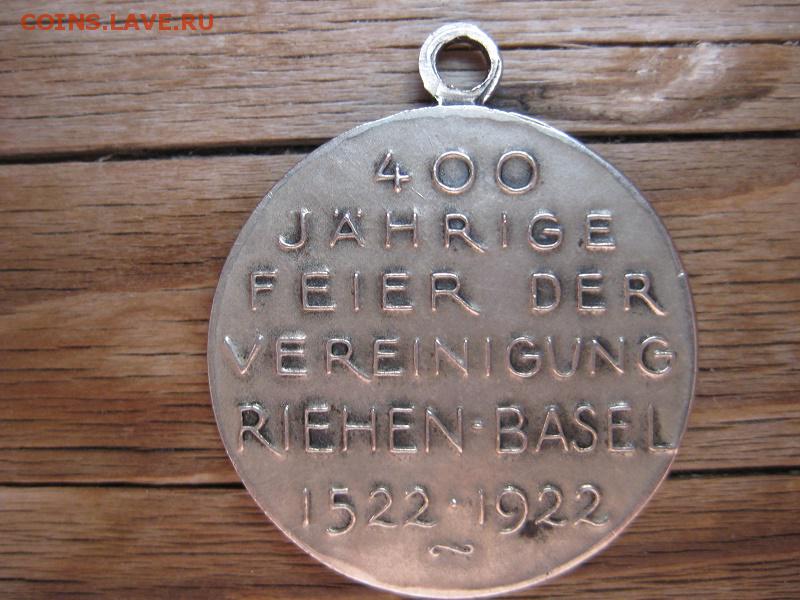 COINS.LAVE.RU
400
JÄHRIGE
FEIER DER
VEREINIGUNG
RIEHEN·BASEL
1522·1922
~